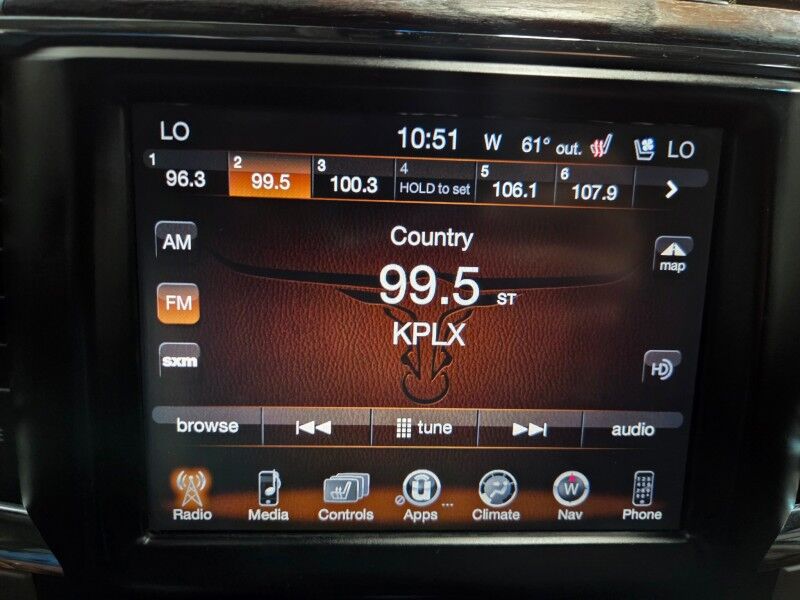 LO 10:51 W 61° out. LO
1 2 3 4 5 6
96.3 99.5 100.3 HOLD to set 106.1 107.9
AM
Country
map
FM
99.5 ST
KPLX
sxm
HD
browse tune audio
W
Radio Media Controls Apps ... Climate Nav Phone